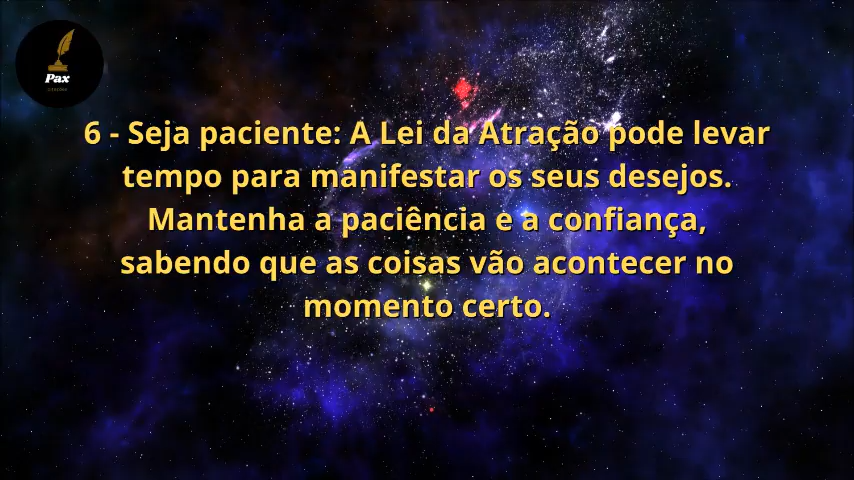 Pax
6 - Seja paciente: A Lei da Atração pode levar
tempo para manifestar os seus desejos.
Mantenha a paciência e a confiança,
sabendo que as coisas vão acontecer no
momento certo.